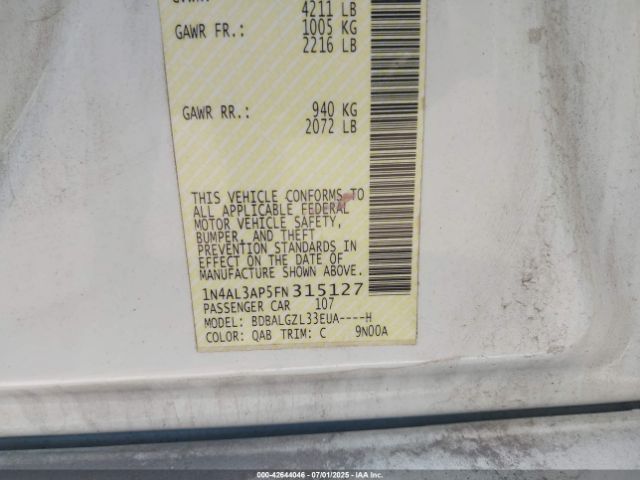 4211 LB
GAWR FR.: 1005 KG
2216 LB
GAWR RR.: 940 KG
2072 LB
THIS VEHICLE CONFORMS TO
ALL APPLICABLE FEDERAL
MOTOR VEHICLE SAFETY,
BUMPER, AND THEFT
PREVENTION STANDARDS IN
EFFECT ON THE DATE OF
MANUFACTURE SHOWN ABOVE.
1N4AL3AP5FN315127
PASSENGER CAR 107
MODEL: BDBALGZL33EUA----H
COLOR: QAB TRIM: C 9N00A
000-42644046 | 07/01/2025 | IAAI.COM